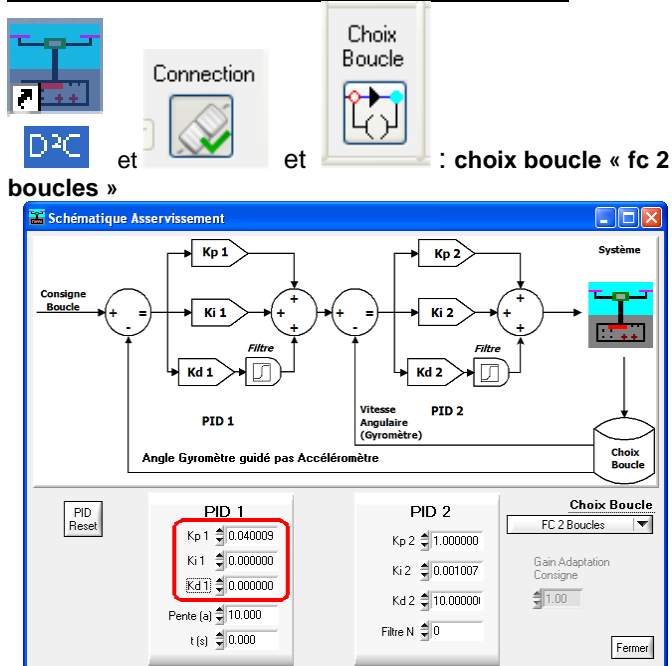 Choix
Boucle
Connection
D²C et et : choix boucle « fc 2
boucles »
Schématique Asservissement
Kp 1 Kp 2 Système
Consigne
Boucle
+ = Ki 1 + + + + = Ki 2 + + +
- -
Filtre Filtre
Kd 1 Kd 2
PID 1
Vitesse
Angulaire
(Gyromètre)
PID 2
Angle Gyromètre guidé pas Accéléromètre
Choix
Boucle
PID
Reset
PID 1
Kp 1 0.040009
Ki 1 0.000000
Kd 1 0.000000
Pente (a) 10.000
t (s) 0.000
PID 2
Kp 2 1.000000
Ki 2 0.001007
Kd 2 10.000000
Filtre N 0
Choix Boucle
FC 2 Boucles
Gain Adaptation
Consigne
1.00
Fermer